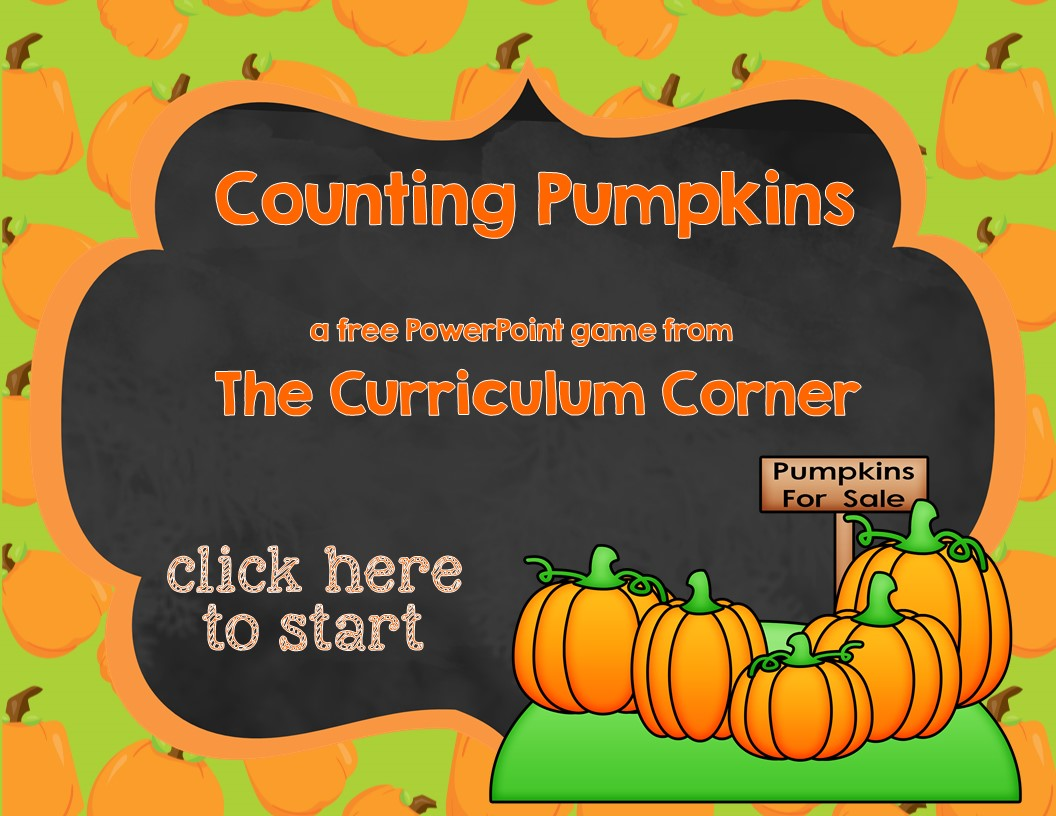 Counting Pumpkins
a free PowerPoint game from
The Curriculum Corner
Pumpkins
For Sale
click here
to start